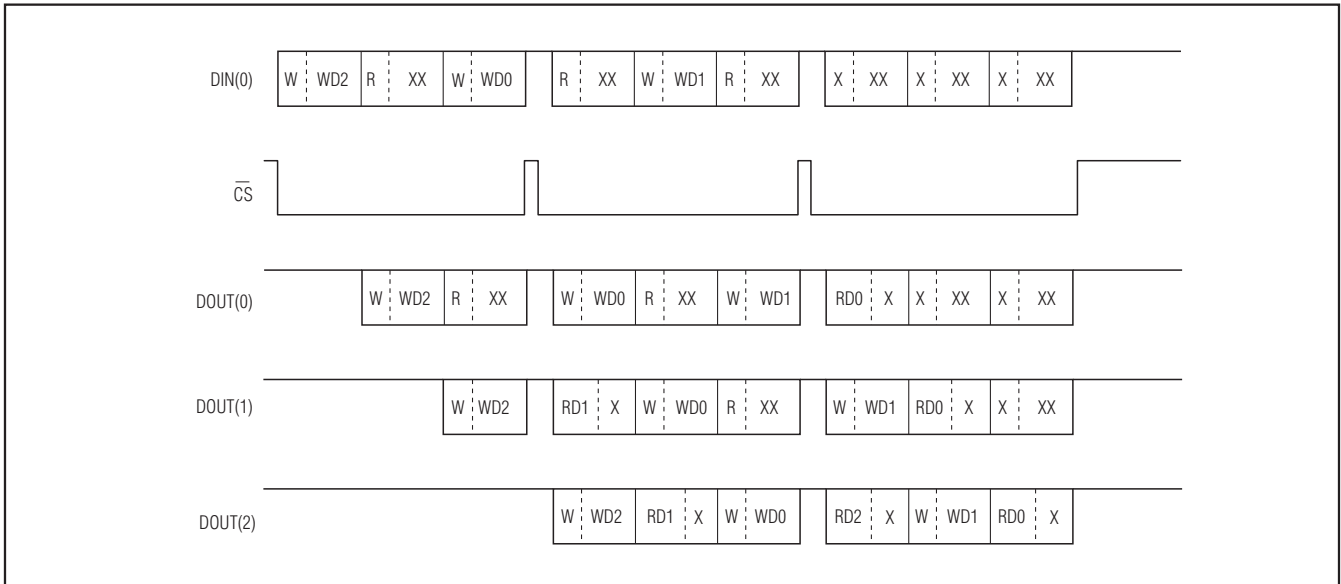 DIN(0) W WD2 R XX W WD0 R XX W WD1 R XX X XX X XX X XX
CS
DOUT(0) W WD2 R XX W WD0 R XX W WD1 RD0 X X XX X XX
DOUT(1) W WD2 RD1 X W WD0 R XX W WD1 RD0 X X XX
DOUT(2) W WD2 RD1 X W WD0 RD2 X W WD1 RD0 X